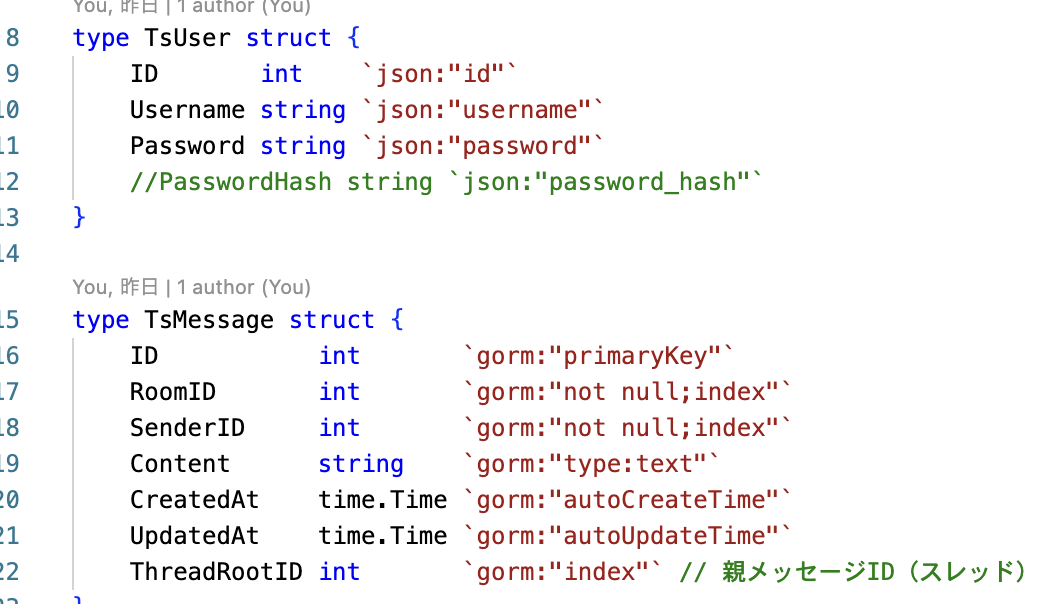 You, 昨日 | 1 author (You)
8 type TsUser struct {
9 ID int `json:"id"`
10 Username string `json:"username"`
11 Password string `json:"password"`
12 //PasswordHash string `json:"password_hash"`
13 }
14
You, 昨日 | 1 author (You)
15 type TsMessage struct {
16 ID int `gorm:"primaryKey"`
17 RoomID int `gorm:"not null;index"`
18 SenderID int `gorm:"not null;index"`
19 Content string `gorm:"type:text"`
20 CreatedAt time.Time `gorm:"autoCreateTime"`
21 UpdatedAt time.Time `gorm:"autoUpdateTime"`
22 ThreadRootID int `gorm:"index"` // 親メッセージID（スレッド）
23 }